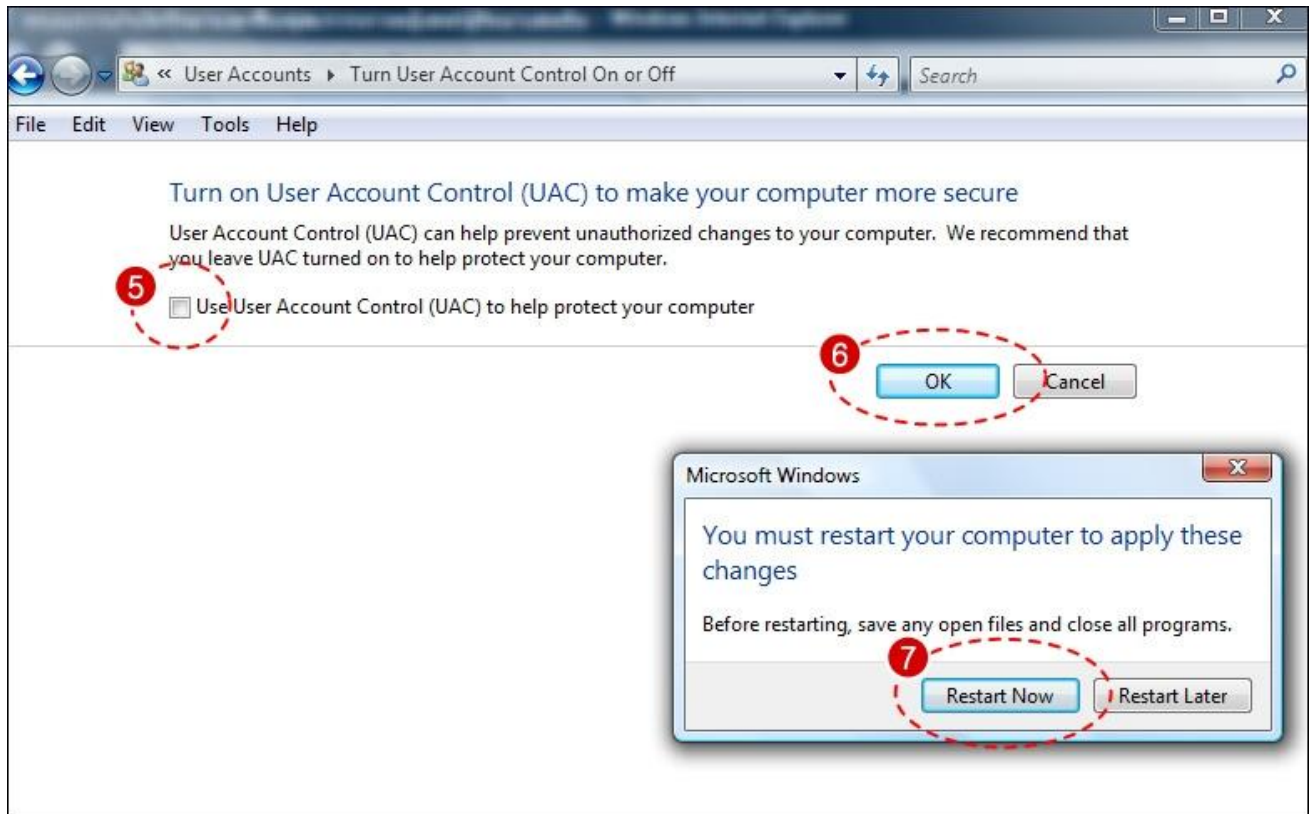 « User Accounts ▸ Turn User Account Control On or Off
Search
File Edit View Tools Help
Turn on User Account Control (UAC) to make your computer more secure
User Account Control (UAC) can help prevent unauthorized changes to your computer. We recommend that
you leave UAC turned on to help protect your computer.
5
Use User Account Control (UAC) to help protect your computer
6
OK Cancel
Microsoft Windows
You must restart your computer to apply these
changes
Before restarting, save any open files and close all programs.
7
Restart Now Restart Later